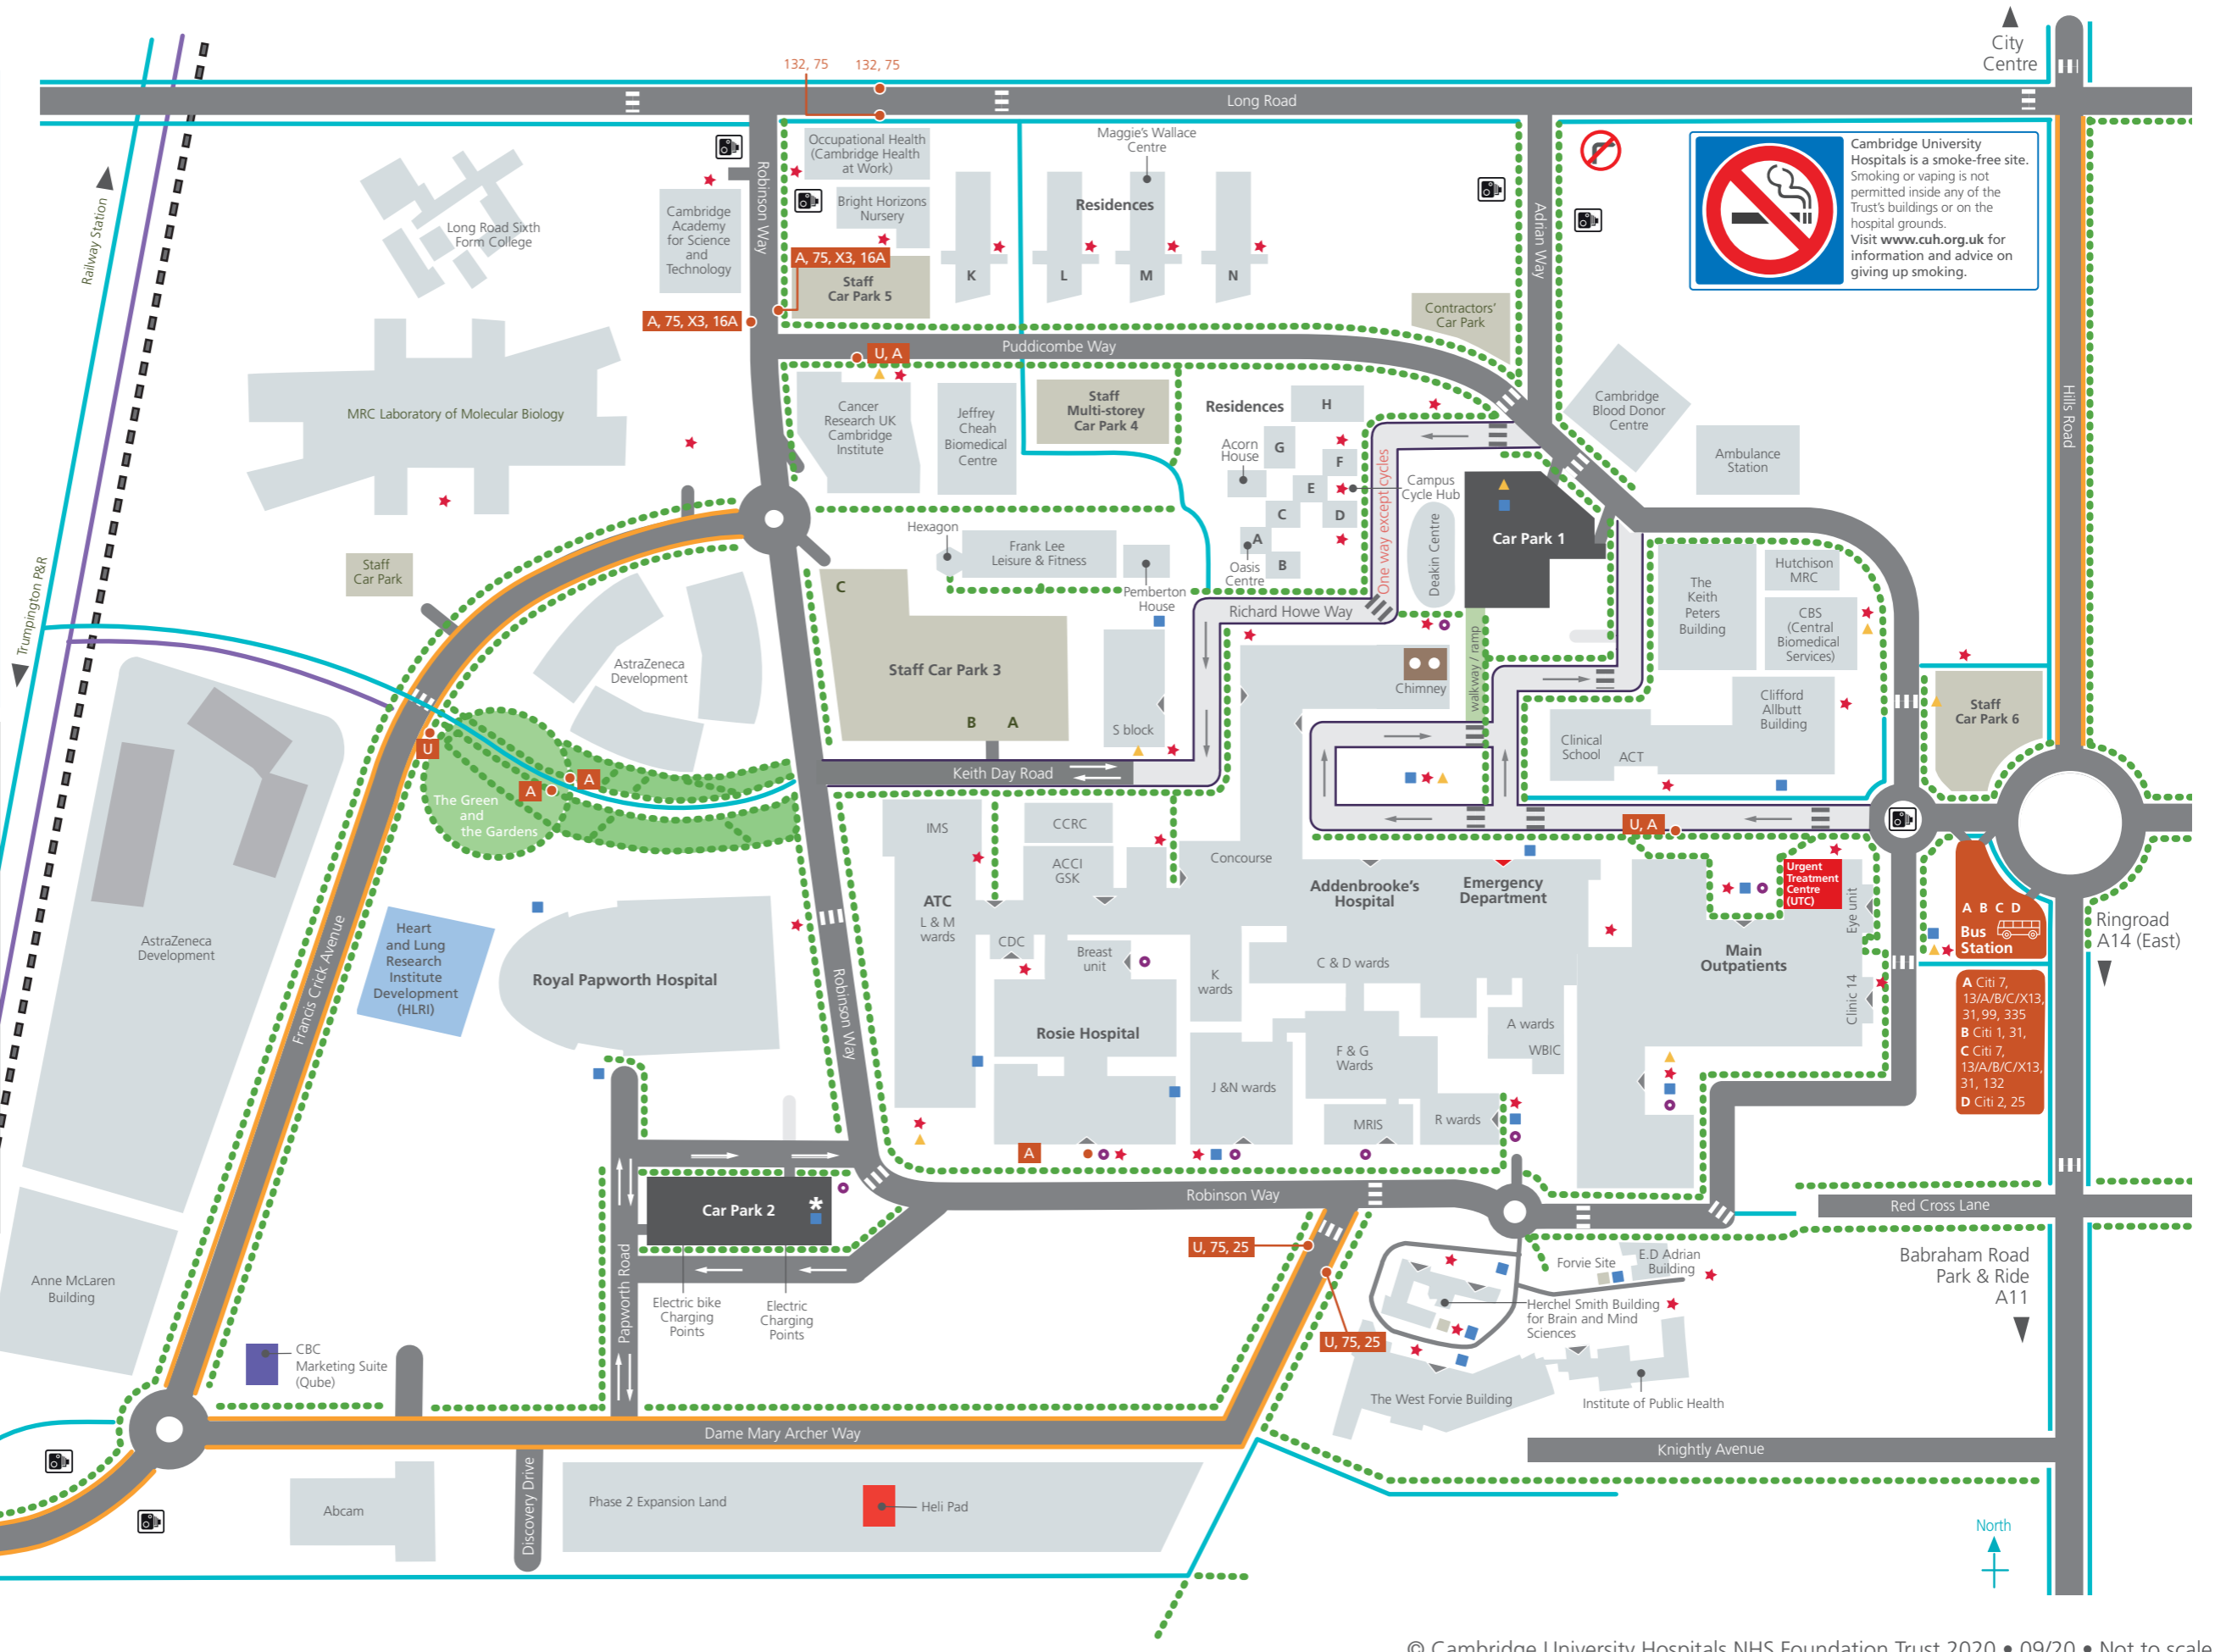 City
Centre
132, 75
132, 75
Long Road
Railway Station
Trumpington P&R
Long Road Sixth
Form College
Cambridge
Academy
for Science
and
Technology
Robinson Way
Occupational Health
(Cambridge Health
at Work)
Bright Horizons
Nursery
A, 75, X3, 16A
Staff
Car Park 5
A, 75, X3, 16A
Maggie's Wallace
Centre
Residences
K
L
M
N
Adrian Way
Contractors'
Car Park
Cambridge University
Hospitals is a smoke-free site.
Smoking or vaping is not
permitted inside any of the
Trust's buildings or on the
hospital grounds.
Visit www.cuh.org.uk for
information and advice on
giving up smoking.
Hills Road
Puddicombe Way
U, A
MRC Laboratory of Molecular Biology
Cancer
Research UK
Cambridge
Institute
Jeffrey
Cheah
Biomedical
Centre
Staff
Multi-storey
Car Park 4
Residences
H
G
F
E
D
C
A
B
Acorn
House
Oasis
Centre
Campus
Cycle Hub
One way except cycles
Deakin Centre
Car Park 1
Cambridge
Blood Donor
Centre
Ambulance
Station
Hexagon
Frank Lee
Leisure & Fitness
Pemberton
House
Richard Howe Way
Staff
Car Park
AstraZeneca
Development
C
Staff Car Park 3
B
A
S block
Keith Day Road
Chimney
walkway / ramp
The
Keith
Peters
Building
Hutchison
MRC
CBS
(Central
Biomedical
Services)
Clifford
Allbutt
Building
Clinical
School
ACT
Staff
Car Park 6
U
A
A
The Green
and
the Gardens
U, A
IMS
CCRC
ACCI
GSK
Concourse
ATC
L & M
wards
CDC
Breast
unit
K
wards
Addenbrooke's
Hospital
Emergency
Department
C & D wards
Urgent
Treatment
Centre
(UTC)
Eye unit
Main
Outpatients
Clinic 14
A B C D
Bus
Station
A Citi 7,
13/A/B/C/X13,
31,99, 335
B Citi 1, 31,
C Citi 7,
13/A/B/C/X13,
31, 132
D Citi 2, 25
Ringroad
A14 (East)
AstraZeneca
Development
Francis Crick Avenue
Heart
and Lung
Research
Institute
Development
(HLRI)
Royal Papworth Hospital
Robinson Way
Rosie Hospital
J &N wards
F & G
Wards
A wards
WBIC
MRIS
R wards
A
Robinson Way
Red Cross Lane
Car Park 2
*
Papworth Road
Electric bike
Charging
Points
Electric
Charging
Points
U, 75, 25
U, 75, 25
Forvie Site
E.D Adrian
Building
Herchel Smith Building
for Brain and Mind
Sciences
The West Forvie Building
Institute of Public Health
Babraham Road
Park & Ride
A11
Anne McLaren
Building
CBC
Marketing Suite
(Qube)
Dame Mary Archer Way
Knightly Avenue
Abcam
Discovery Drive
Phase 2 Expansion Land
Heli Pad
North
© Cambridge University Hospitals NHS Foundation Trust 2020 • 09/20 • Not to scale